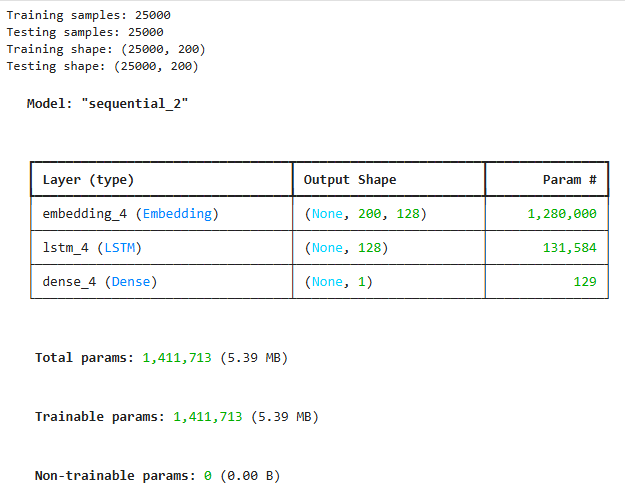 Training samples: 25000
Testing samples: 25000
Training shape: (25000, 200)
Testing shape: (25000, 200)
Model: "sequential_2"
Layer (type) Output Shape Param #
embedding_4 (Embedding) (None, 200, 128) 1,280,000
lstm_4 (LSTM) (None, 128) 131,584
dense_4 (Dense) (None, 1) 129
Total params: 1,411,713 (5.39 MB)
Trainable params: 1,411,713 (5.39 MB)
Non-trainable params: 0 (0.00 B)